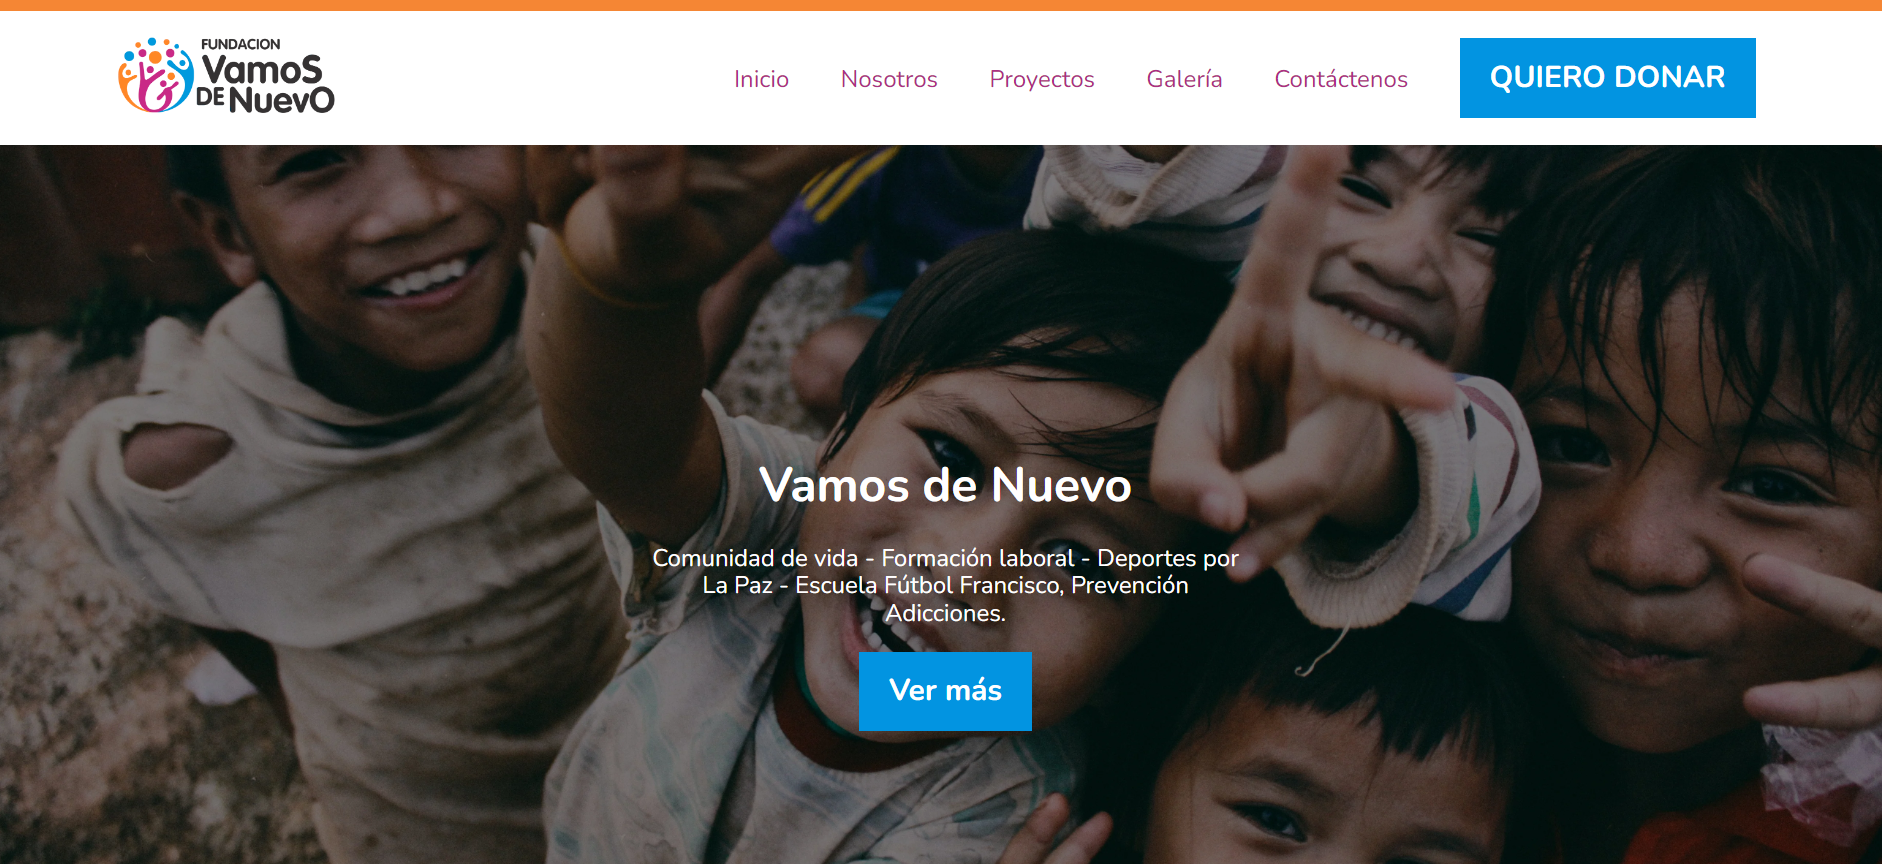 FUNDACION
VamoS
DE NuevO
Inicio Nosotros Proyectos Galería Contáctenos QUIERO DONAR
Vamos de Nuevo
Comunidad de vida - Formación laboral - Deportes por
La Paz - Escuela Fútbol Francisco, Prevención
Adicciones.
Ver más